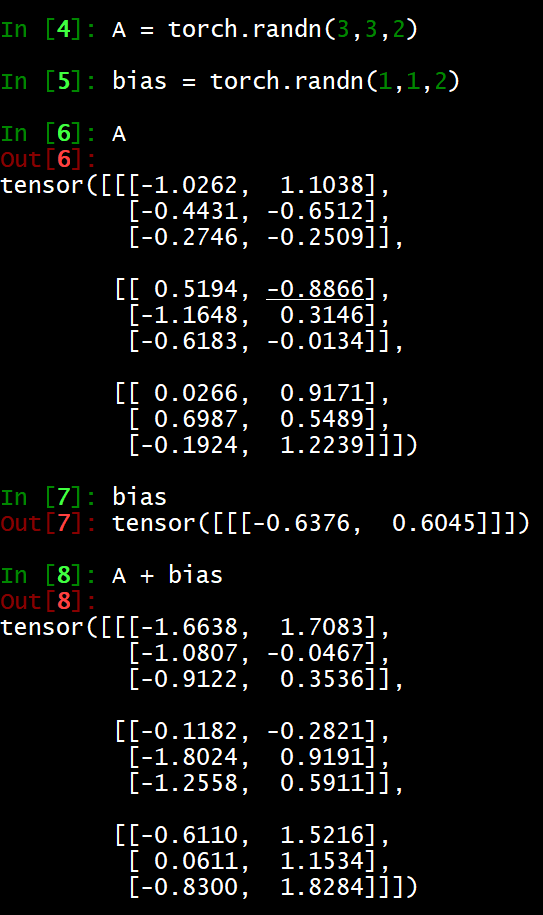 In [4]: A = torch.randn(3,3,2)
In [5]: bias = torch.randn(1,1,2)
In [6]: A
Out[6]:
tensor([[[-1.0262,  1.1038],
         [-0.4431, -0.6512],
         [-0.2746, -0.2509]],
        [[ 0.5194, -0.8866],
         [-1.1648,  0.3146],
         [-0.6183, -0.0134]],
        [[ 0.0266,  0.9171],
         [ 0.6987,  0.5489],
         [-0.1924,  1.2239]]])
In [7]: bias
Out[7]: tensor([[[-0.6376,  0.6045]]])
In [8]: A + bias
Out[8]:
tensor([[[-1.6638,  1.7083],
         [-1.0807, -0.0467],
         [-0.9122,  0.3536]],
        [[-0.1182, -0.2821],
         [-1.8024,  0.9191],
         [-1.2558,  0.5911]],
        [[-0.6110,  1.5216],
         [ 0.0611,  1.1534],
         [-0.8300,  1.8284]]])